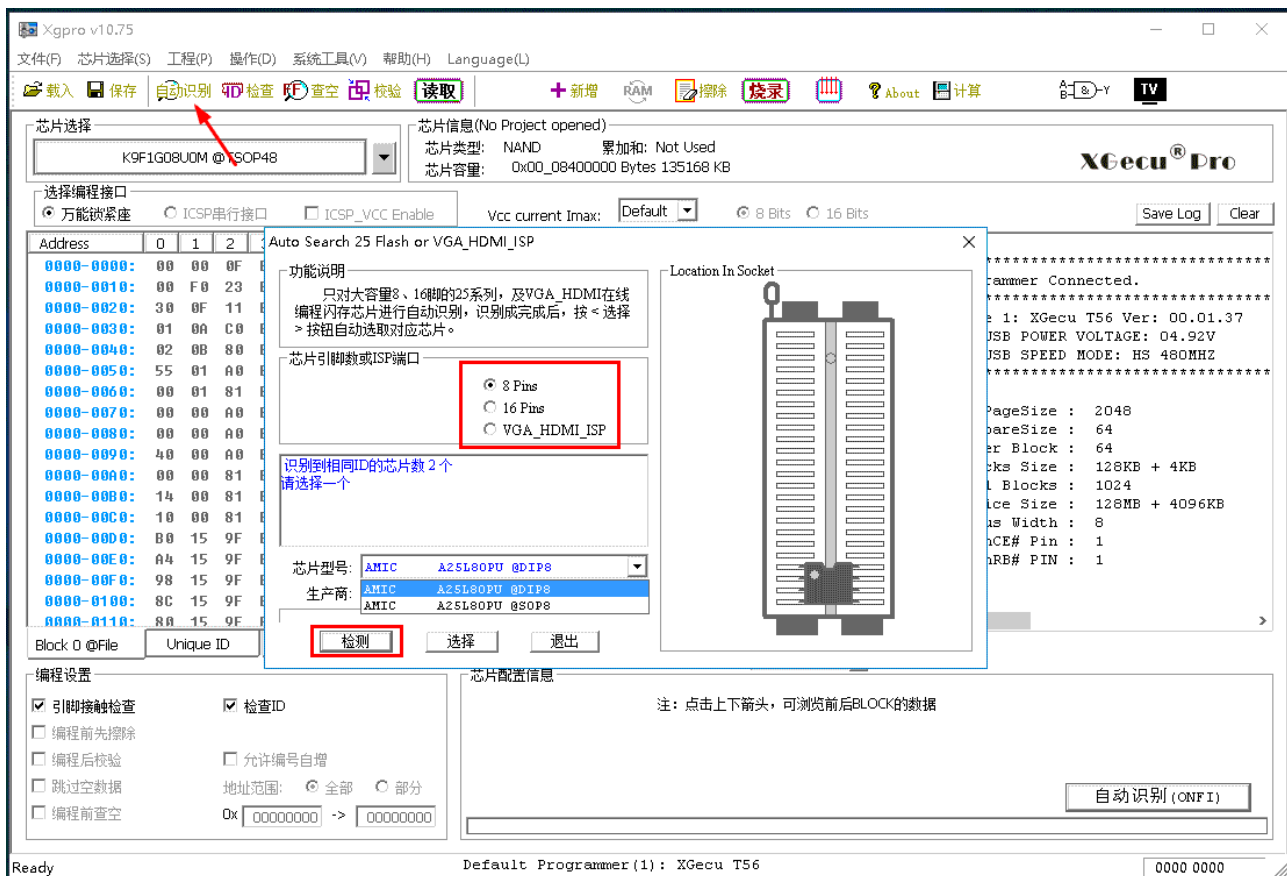 Xgpro v10.75
文件(F) 芯片选择(S) 工程(P) 操作(D) 系统工具(V) 帮助(H) Language(L)
载入 保存 自动识别 检查 查空 校验 读取 新增 RAM 擦除 烧录 About 计算 A B & Y TV
芯片选择
K9F1G08U0M @TSOP48
芯片信息(No Project opened)
芯片类型: NAND 累加和: Not Used
芯片容量: 0x00_08400000 Bytes 135168 KB
XGecu® Pro
选择编程接口
万能锁紧座 ICSP串行接口 ICSP_VCC Enable Vcc current Imax: Default 8 Bits 16 Bits Save Log Clear
Address 0 1 2
0000-0000: 00 00 0F
0000-0010: 00 F0 23
0000-0020: 30 0F 11
0000-0030: 01 0A C0
0000-0040: 02 0B 80
0000-0050: 55 01 A0
0000-0060: 00 01 81
0000-0070: 00 00 A0
0000-0080: 00 00 A0
0000-0090: 40 00 A0
0000-00A0: 00 00 81
0000-00B0: 14 00 81
0000-00C0: 10 00 81
0000-00D0: B0 15 9F
0000-00E0: A4 15 9F
0000-00F0: 98 15 9F
0000-0100: 8C 15 9F
0000-0110: 80 15 9F
Block 0 @File Unique ID
Auto Search 25 Flash or VGA_HDMI_ISP
功能说明
只对大容量8、16脚的25系列，及VGA_HDMI在线
编程闪存芯片进行自动识别，识别成完成后，按 < 选择
> 按钮自动选取对应芯片。
芯片引脚数或ISP端口
8 Pins
16 Pins
VGA_HDMI_ISP
识别到相同ID的芯片数 2 个
请选择一个
芯片型号: AMIC A25L80PU @DIP8
生产商: AMIC A25L80PU @DIP8
AMIC A25L80PU @SOP8
检测 选择 退出
Location In Socket
************************************
rammer Connected.
************************************
e 1: XGecu T56 Ver: 00.01.37
USB POWER VOLTAGE: 04.92V
USB SPEED MODE: HS 480MHZ
************************************
PageSize : 2048
pareSize : 64
er Block : 64
cks Size : 128KB + 4KB
l Blocks : 1024
ice Size : 128MB + 4096KB
us Width : 8
nCE# Pin : 1
nRB# PIN : 1
编程设置
引脚接触检查 检查ID
编程前先擦除
编程后校验 允许编号自增
跳过空数据 地址范围: 全部 部分
编程前查空 0x 00000000 -> 00000000
芯片配置信息
注：点击上下箭头，可浏览前后BLOCK的数据
自动识别(ONFI)
Ready Default Programmer(1): XGecu T56 0000 0000